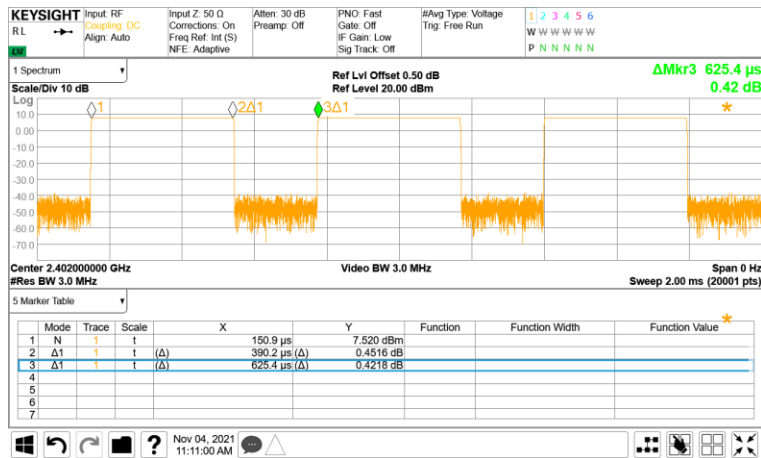 KEYSIGHT
RL
LXI
Input: RF
Coupling: DC
Align: Auto
Input Z: 50 Ω
Corrections: On
Freq Ref: Int (S)
NFE: Adaptive
Atten: 30 dB
Preamp: Off
PNO: Fast
Gate: Off
IF Gain: Low
Sig Track: Off
#Avg Type: Voltage
Trig: Free Run
1 2 3 4 5 6
W W W W W W
P N N N N N
1 Spectrum
Scale/Div 10 dB
Ref Lvl Offset 0.50 dB
Ref Level 20.00 dBm
ΔMkr3 625.4 µs
0.42 dB
Log
1 2Δ1 3Δ1 *
10.0
0.00
-10.0
-20.0
-30.0
-40.0
-50.0
-60.0
-70.0
Center 2.402000000 GHz Video BW 3.0 MHz Span 0 Hz
#Res BW 3.0 MHz Sweep 2.00 ms (20001 pts)
5 Marker Table
*
Mode Trace Scale X Y Function Function Width Function Value
1 N 1 t 150.9 µs 7.520 dBm
2 Δ1 1 t (Δ) 390.2 µs (Δ) 0.4516 dB
3 Δ1 1 t (Δ) 625.4 µs (Δ) 0.4218 dB
4
5
6
7
? Nov 04, 2021
11:11:00 AM